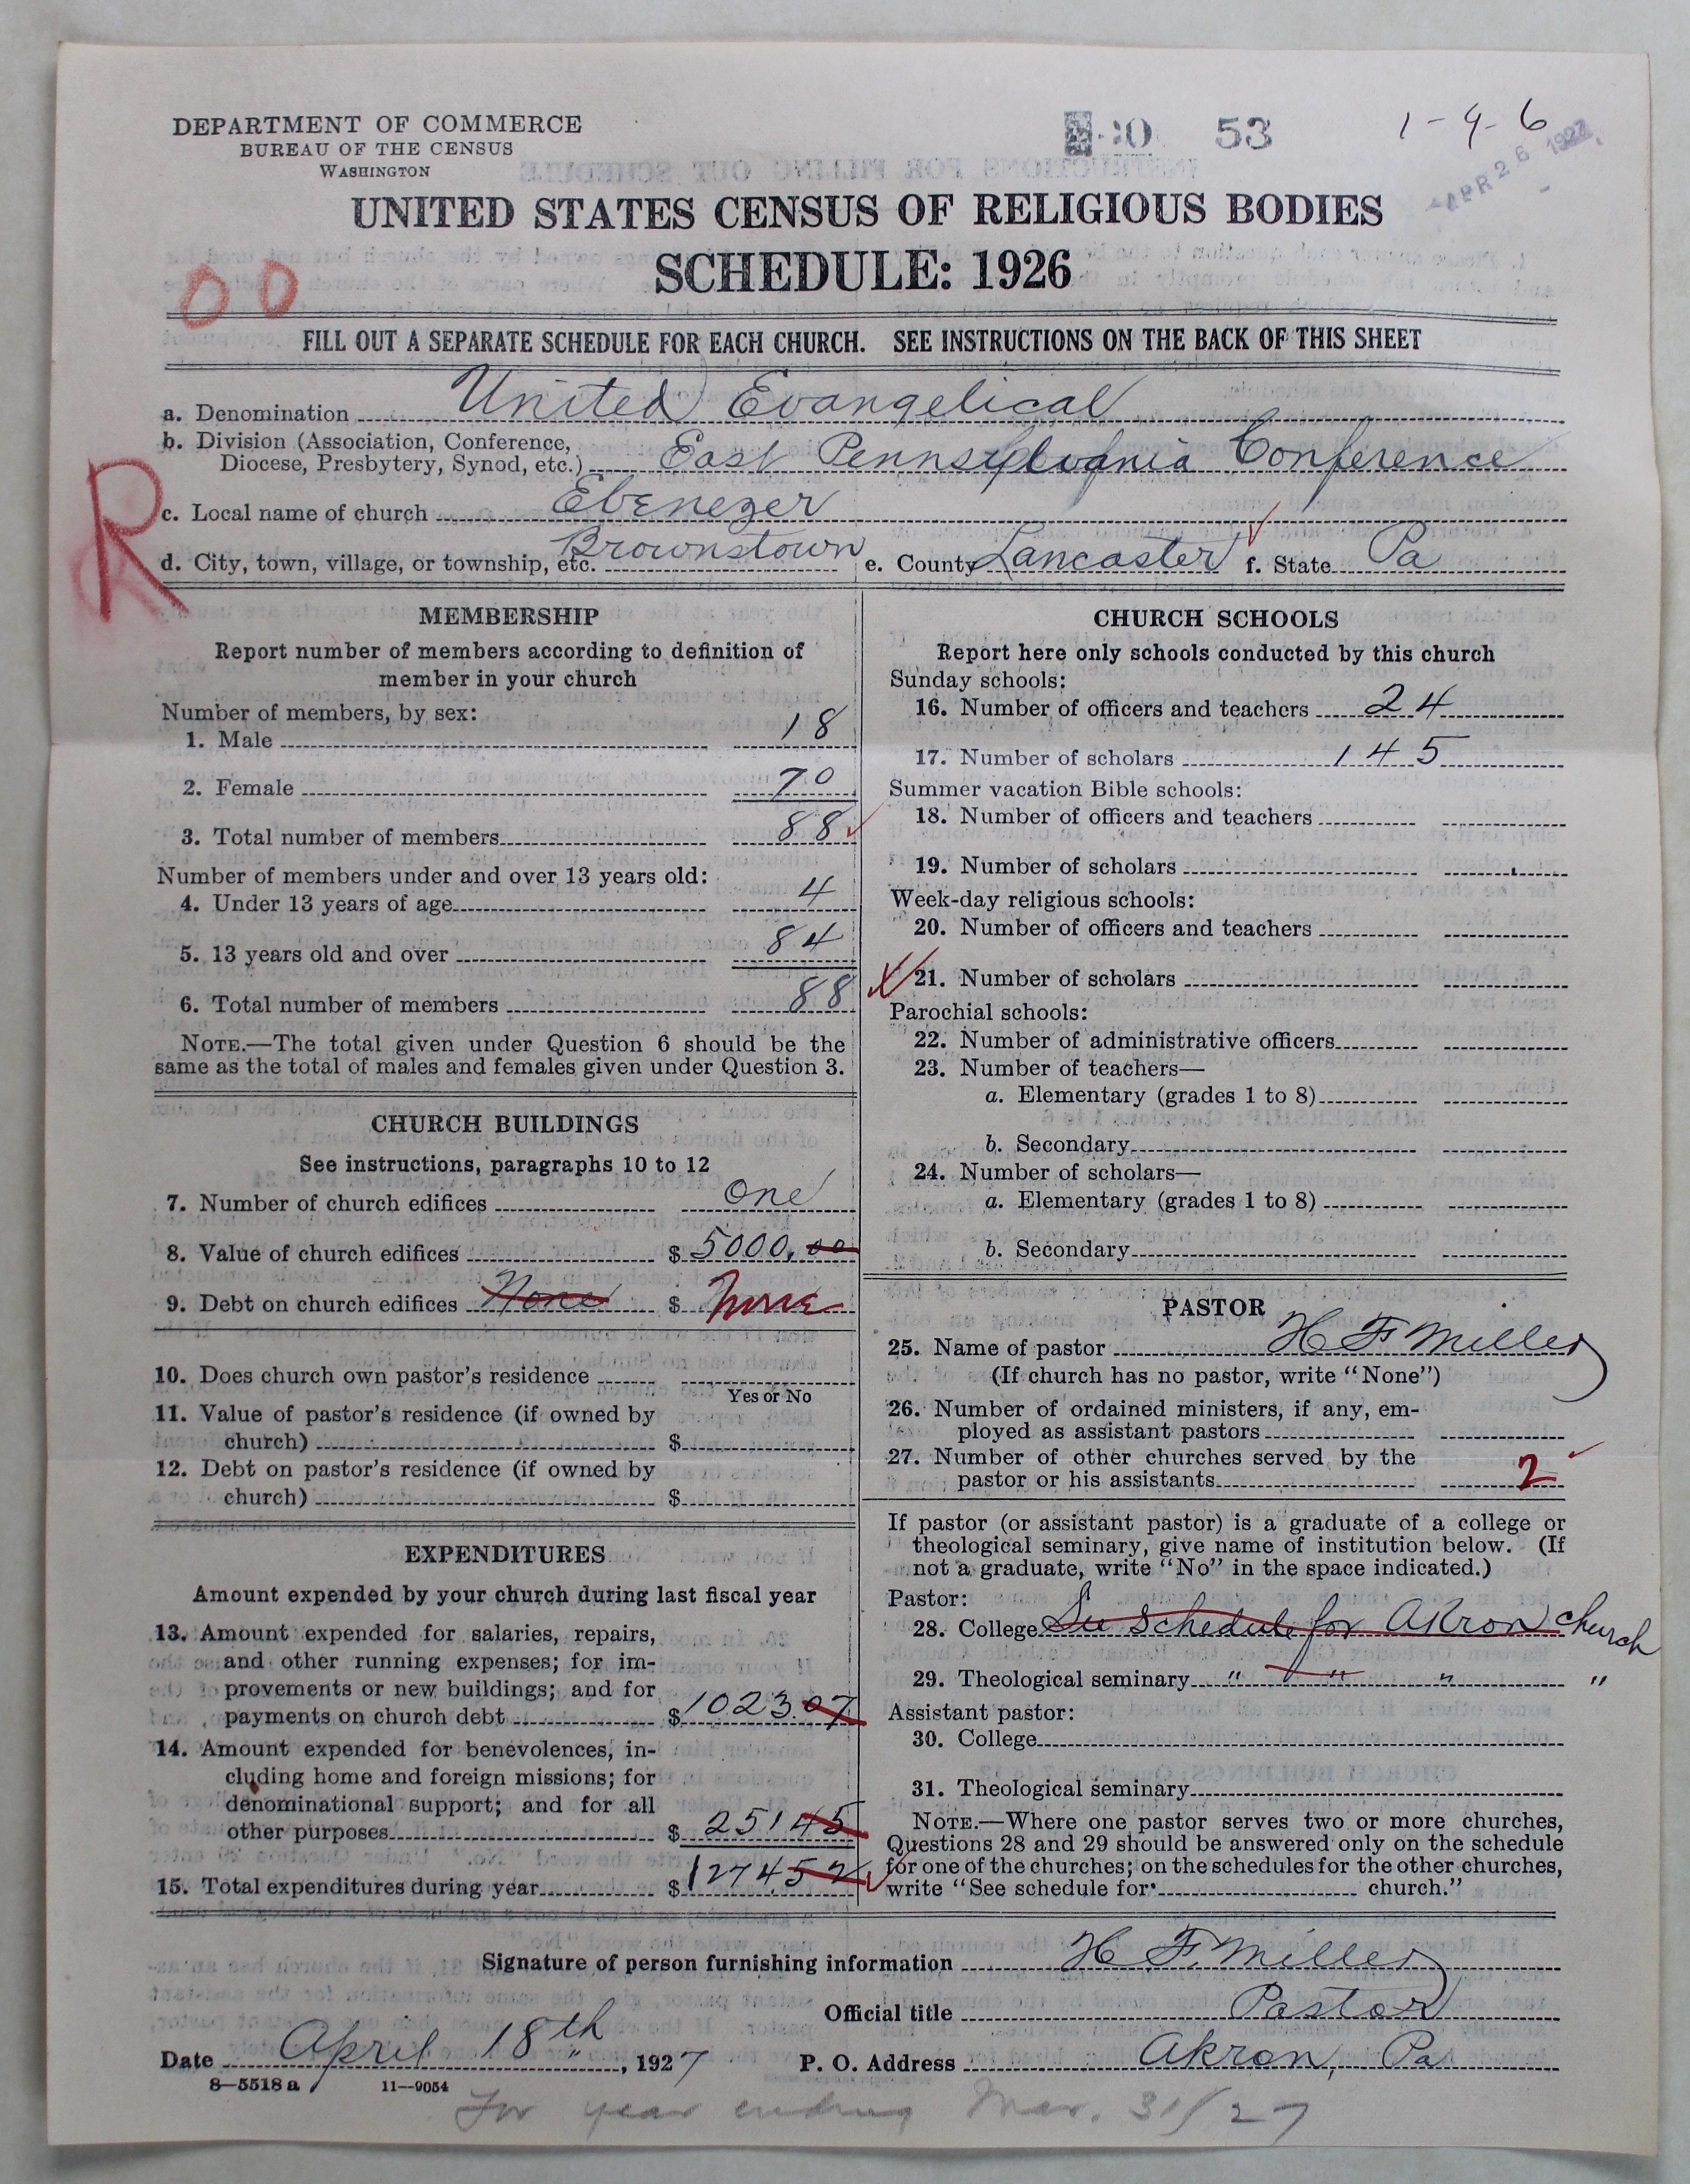 DEPARTMENT OF COMMERCE
BUREAU OF THE CENSUS
WASHINGTON
53
1-9-6
APR 26 1927
UNITED STATES CENSUS OF RELIGIOUS BODIES
SCHEDULE: 1926
00
FILL OUT A SEPARATE SCHEDULE FOR EACH CHURCH. SEE INSTRUCTIONS ON THE BACK OF THIS SHEET
a. Denomination United Evangelical
b. Division (Association, Conference,
Diocese, Presbytery, Synod, etc.) East Pennsylvania Conference
R
c. Local name of church Ebenezer
d. City, town, village, or township, etc. Brownstown e. County Lancaster f. State Pa
MEMBERSHIP
Report number of members according to definition of
member in your church
Number of members, by sex:
1. Male 18
2. Female 70
3. Total number of members 88
Number of members under and over 13 years old:
4. Under 13 years of age 4
5. 13 years old and over 84
6. Total number of members 88
NOTE.—The total given under Question 6 should be the
same as the total of males and females given under Question 3.
CHURCH BUILDINGS
See instructions, paragraphs 10 to 12
7. Number of church edifices one
8. Value of church edifices $ 5000.00
9. Debt on church edifices None $ None
10. Does church own pastor's residence
Yes or No
11. Value of pastor's residence (if owned by
church) $
12. Debt on pastor's residence (if owned by
church) $
EXPENDITURES
Amount expended by your church during last fiscal year
13. Amount expended for salaries, repairs,
and other running expenses; for im-
provements or new buildings; and for
payments on church debt $ 1023.07
14. Amount expended for benevolences, in-
cluding home and foreign missions; for
denominational support; and for all
other purposes $ 251 45
15. Total expenditures during year $ 1274.52
CHURCH SCHOOLS
Report here only schools conducted by this church
Sunday schools:
16. Number of officers and teachers 24
17. Number of scholars 145
Summer vacation Bible schools:
18. Number of officers and teachers
19. Number of scholars
Week-day religious schools:
20. Number of officers and teachers
21. Number of scholars
Parochial schools:
22. Number of administrative officers
23. Number of teachers—
a. Elementary (grades 1 to 8)
b. Secondary
24. Number of scholars—
a. Elementary (grades 1 to 8)
b. Secondary
PASTOR
25. Name of pastor H F Miller
(If church has no pastor, write "None")
26. Number of ordained ministers, if any, em-
ployed as assistant pastors
27. Number of other churches served by the
pastor or his assistants 2
If pastor (or assistant pastor) is a graduate of a college or
theological seminary, give name of institution below. (If
not a graduate, write "No" in the space indicated.)
Pastor:
28. College See Schedule for Akron church
29. Theological seminary " " " "
Assistant pastor:
30. College
31. Theological seminary
NOTE.—Where one pastor serves two or more churches,
Questions 28 and 29 should be answered only on the schedule
for one of the churches; on the schedules for the other churches,
write "See schedule for church."
Signature of person furnishing information H F. Miller
Official title Pastor
Date April 18th, 1927 P. O. Address Akron, Pa
8—5518 a 11—9054
For year ending Mar. 31/27